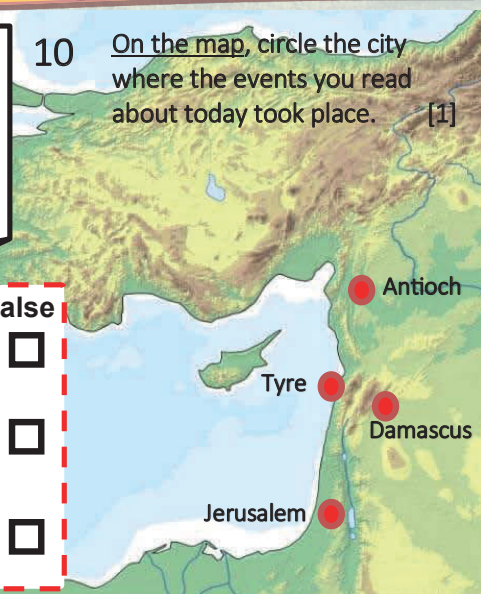 10 On the map, circle the city
where the events you read
about today took place. [1]
alse
Antioch
Tyre
Damascus
Jerusalem